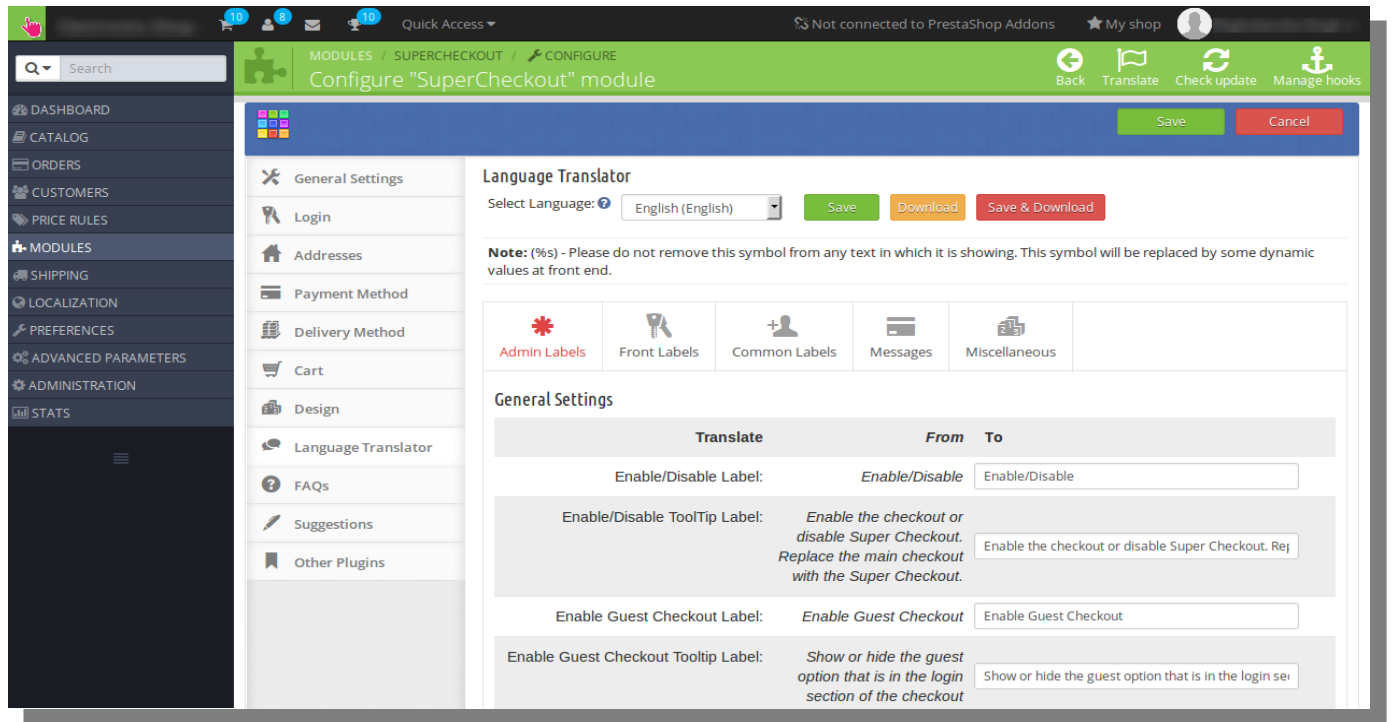 10
8
10
Quick Access
Not connected to PrestaShop Addons
My shop
Search
MODULES / SUPERCHECKOUT / CONFIGURE
Configure "SuperCheckout" module
Back
Translate
Check update
Manage hooks
DASHBOARD
CATALOG
ORDERS
CUSTOMERS
PRICE RULES
MODULES
SHIPPING
LOCALIZATION
PREFERENCES
ADVANCED PARAMETERS
ADMINISTRATION
STATS
Save
Cancel
General Settings
Login
Addresses
Payment Method
Delivery Method
Cart
Design
Language Translator
FAQs
Suggestions
Other Plugins
Language Translator
Select Language: English (English) Save Download Save & Download
Note: (%s) - Please do not remove this symbol from any text in which it is showing. This symbol will be replaced by some dynamic
values at front end.
Admin Labels
Front Labels
Common Labels
Messages
Miscellaneous
General Settings
Translate From To
Enable/Disable Label: Enable/Disable Enable/Disable
Enable/Disable ToolTip Label:
Enable the checkout or
disable Super Checkout.
Replace the main checkout
with the Super Checkout.
Enable the checkout or disable Super Checkout. Rep
Enable Guest Checkout Label: Enable Guest Checkout Enable Guest Checkout
Enable Guest Checkout Tooltip Label:
Show or hide the guest
option that is in the login
section of the checkout
Show or hide the guest option that is in the login se